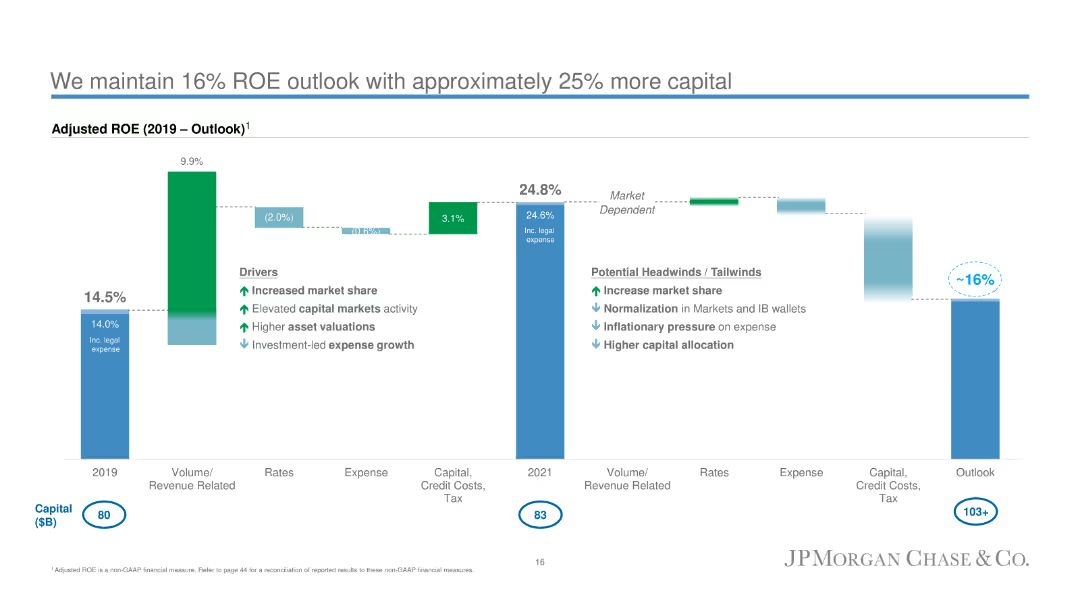 We maintain 16% ROE outlook with approximately 25% more capital
Adjusted ROE (2019 – Outlook)1
9.9%
24.8%
Market
Dependent
(2.0%)
3.1%
24.6%
Inc. legal
expense
(0.6%)
Drivers
Increased market share
Elevated capital markets activity
Higher asset valuations
Investment-led expense growth
Potential Headwinds / Tailwinds
Increase market share
Normalization in Markets and IB wallets
Inflationary pressure on expense
Higher capital allocation
~16%
14.5%
14.0%
Inc. legal
expense
2019
Volume/
Revenue Related
Rates
Expense
Capital,
Credit Costs,
Tax
2021
Volume/
Revenue Related
Rates
Expense
Capital,
Credit Costs,
Tax
Outlook
Capital
($B)
80
83
103+
1 Adjusted ROE is a non-GAAP financial measure. Refer to page 44 for a reconciliation of reported results to these non-GAAP financial measures.
16
JPMORGAN CHASE & CO.